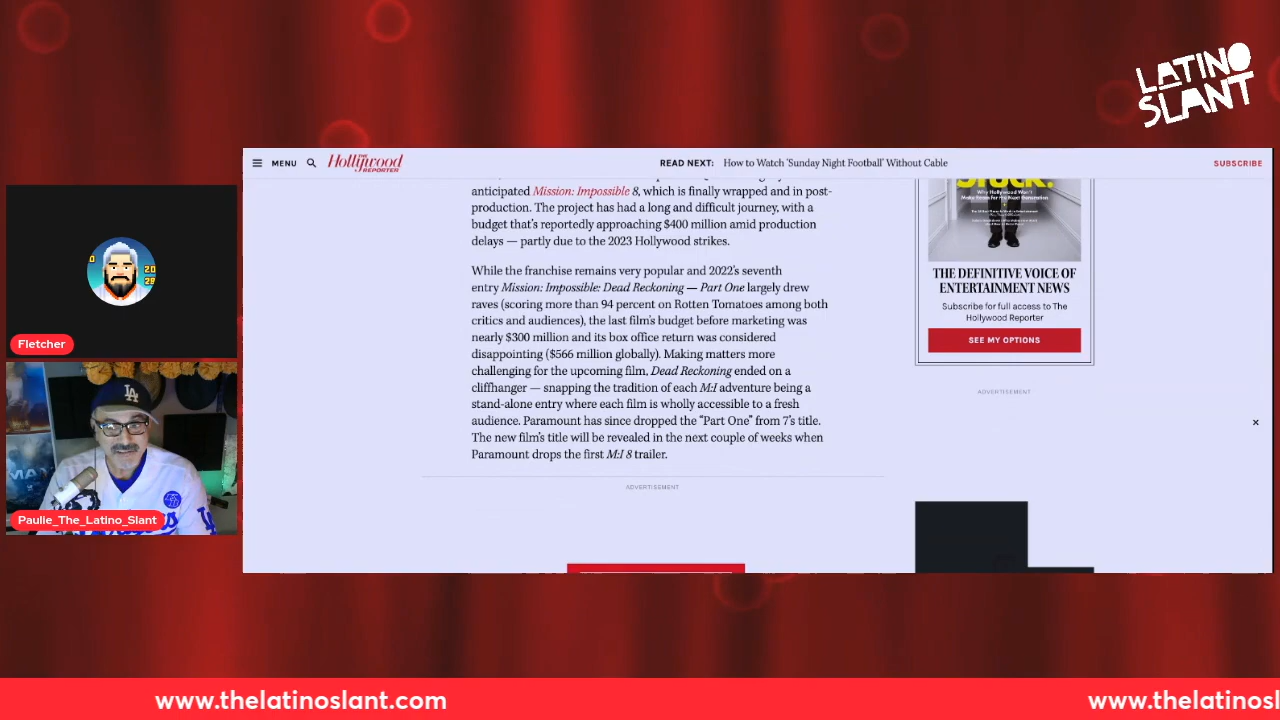 LATINO
SLANT
MENU
The Hollywood
REPORTER
READ NEXT: How to Watch 'Sunday Night Football' Without Cable
SUBSCRIBE
anticipated Mission: Impossible 8, which is finally wrapped and in post-
production. The project has had a long and difficult journey, with a
budget that's reportedly approaching $400 million amid production
delays — partly due to the 2023 Hollywood strikes.
While the franchise remains very popular and 2022's seventh
entry Mission: Impossible: Dead Reckoning — Part One largely drew
raves (scoring more than 94 percent on Rotten Tomatoes among both
critics and audiences), the last film's budget before marketing was
nearly $300 million and its box office return was considered
disappointing ($566 million globally). Making matters more
challenging for the upcoming film, Dead Reckoning ended on a
cliffhanger — snapping the tradition of each M:I adventure being a
stand-alone entry where each film is wholly accessible to a fresh
audience. Paramount has since dropped the "Part One" from 7's title.
The new film's title will be revealed in the next couple of weeks when
Paramount drops the first M:I 8 trailer.
ADVERTISEMENT
Why Hollywood Won't
THE DEFINITIVE VOICE OF
ENTERTAINMENT NEWS
Subscribe for full access to The
Hollywood Reporter
SEE MY OPTIONS
ADVERTISEMENT
20
28
Fletcher
LA
Paulie_The_Latino_Slant
www.thelatinoslant.com
www.thelatinosl